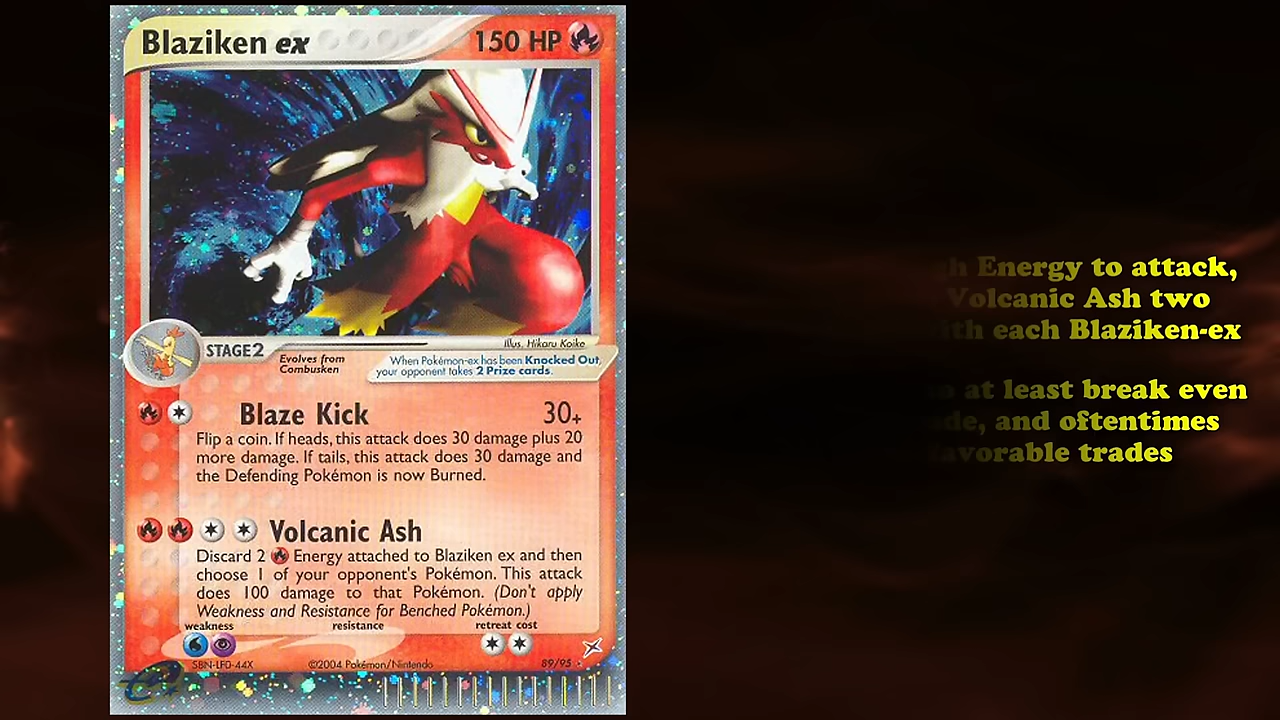 Blaziken ex
150 HP
Illus. Hikaru Koike
STAGE2
Evolves from
Combusken
When Pokémon-ex has been Knocked Out,
your opponent takes 2 Prize cards.
Blaze Kick 30+
Flip a coin. If heads, this attack does 30 damage plus 20
more damage. If tails, this attack does 30 damage and
the Defending Pokémon is now Burned.
Volcanic Ash
Discard 2 Energy attached to Blaziken ex and then
choose 1 of your opponent's Pokémon. This attack
does 100 damage to that Pokémon. (Don't apply
Weakness and Resistance for Benched Pokémon.)
weakness resistance retreat cost
SBN-LFD-44X ©2004 Pokémon/Nintendo 89/95
Energy to attack,
Volcanic Ash two
each Blaziken-ex
at least break even
and oftentimes
favorable trades